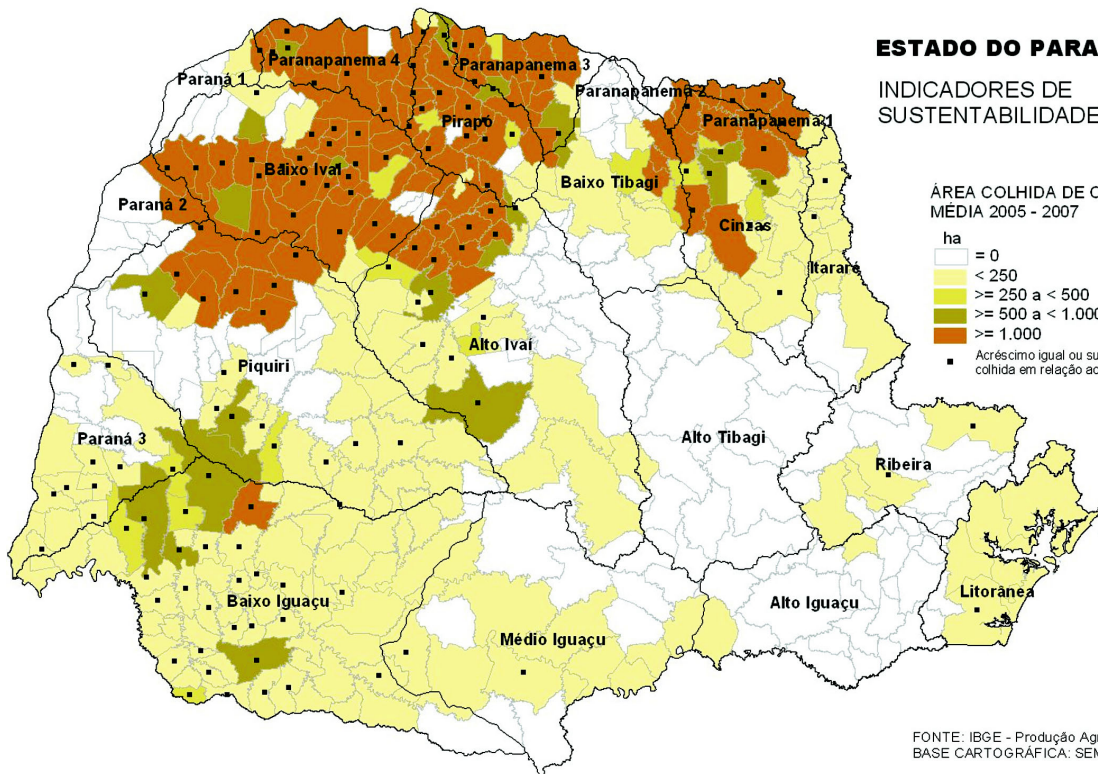 ESTADO DO PARA
INDICADORES DE
SUSTENTABILIDADE
ÁREA COLHIDA DE C
MÉDIA 2005 - 2007
ha
= 0
< 250
>= 250 a < 500
>= 500 a < 1.000
>= 1.000
Acréscimo igual ou su
colhida em relação ao
Paraná 1
Paranapanema 4
Paranapanema 3
Paranapanema 2
Paranapanema 1
Pirapó
Baixo Ivaí
Baixo Tibagi
Paraná 2
Cinzas
Itararé
Alto Ivaí
Piquiri
Paraná 3
Alto Tibagi
Ribeira
Baixo Iguaçu
Médio Iguaçu
Alto Iguaçu
Litorânea
FONTE: IBGE - Produção Agr
BASE CARTOGRÁFICA: SEM